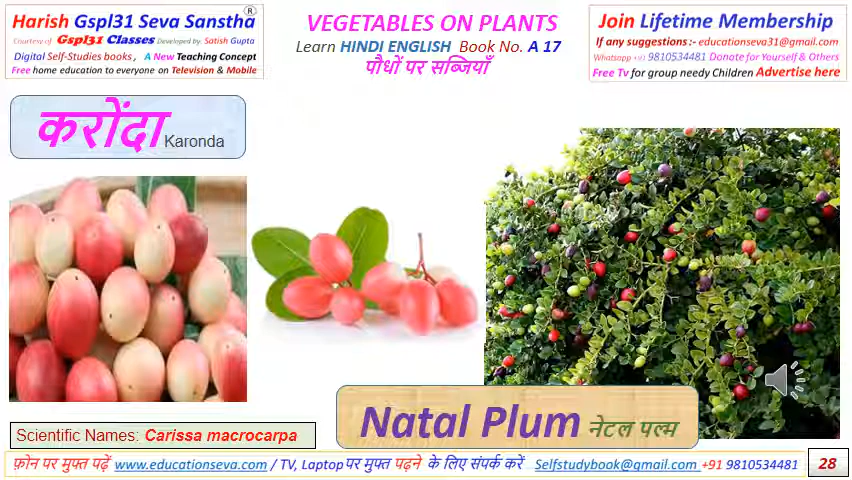 Harish Gspl31 Seva Sanstha®
Courtesy of Gspl31 Classes Developed by. Satish Gupta
Digital Self-Studies books, A New Teaching Concept
Free home education to everyone on Television & Mobile
VEGETABLES ON PLANTS
Learn HINDI ENGLISH Book No. A 17
पौधों पर सब्जियाँ
Join Lifetime Membership
If any suggestions:- educationseva31@gmail.com
Whatsapp +91 9810534481 Donate for Yourself & Others
Free Tv for group needy Children Advertise here
करोंदा Karonda
Natal Plum नेटल पल्म
Scientific Names: Carissa macrocarpa
फ़ोन पर मुफ्त पढ़ें www.educationseva.com / TV, Laptop पर मुफ्त पढ़ने के लिए संपर्क करें Selfstudybook@gmail.com +91 9810534481
28